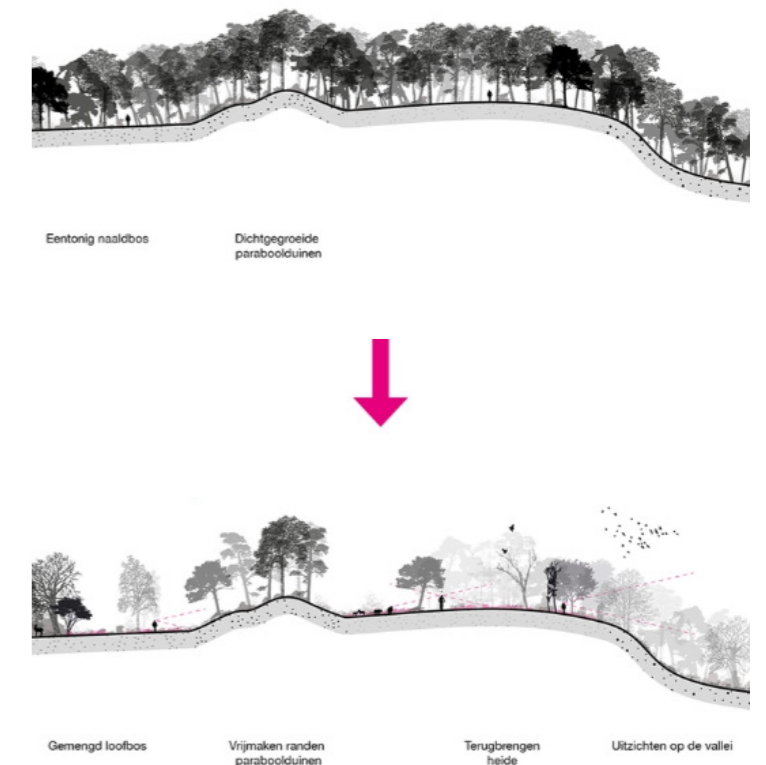 Eentonig naaldbos
Dichtgegroeide
paraboolduinen
Gemengd loofbos
Vrijmaken randen
paraboolduinen
Terugbrengen
heide
Uitzichten op de vallei